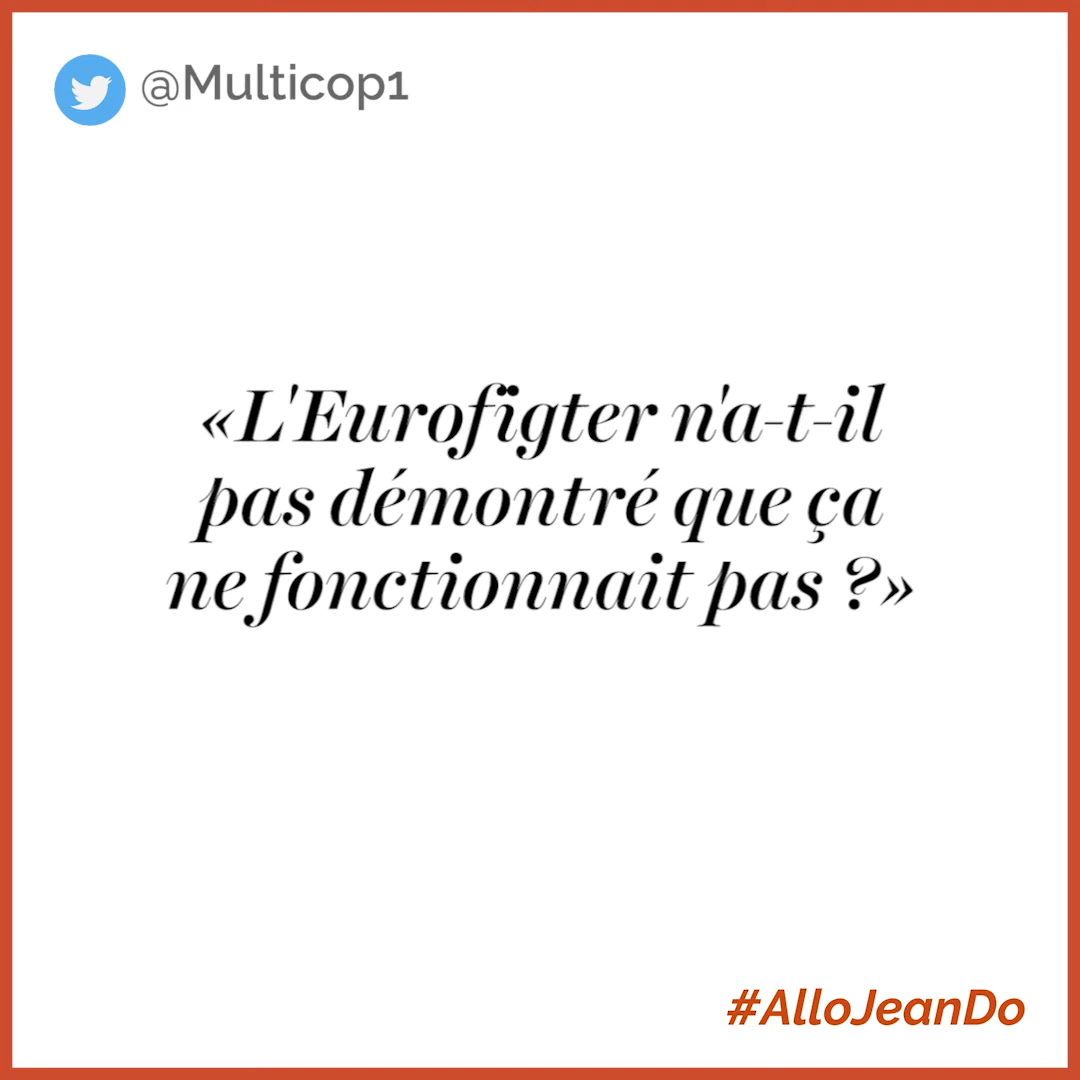 @Multicop1
«L'Eurofigter n'a-t-il
pas démontré que ça
ne fonctionnait pas ?»
#AlloJeanDo